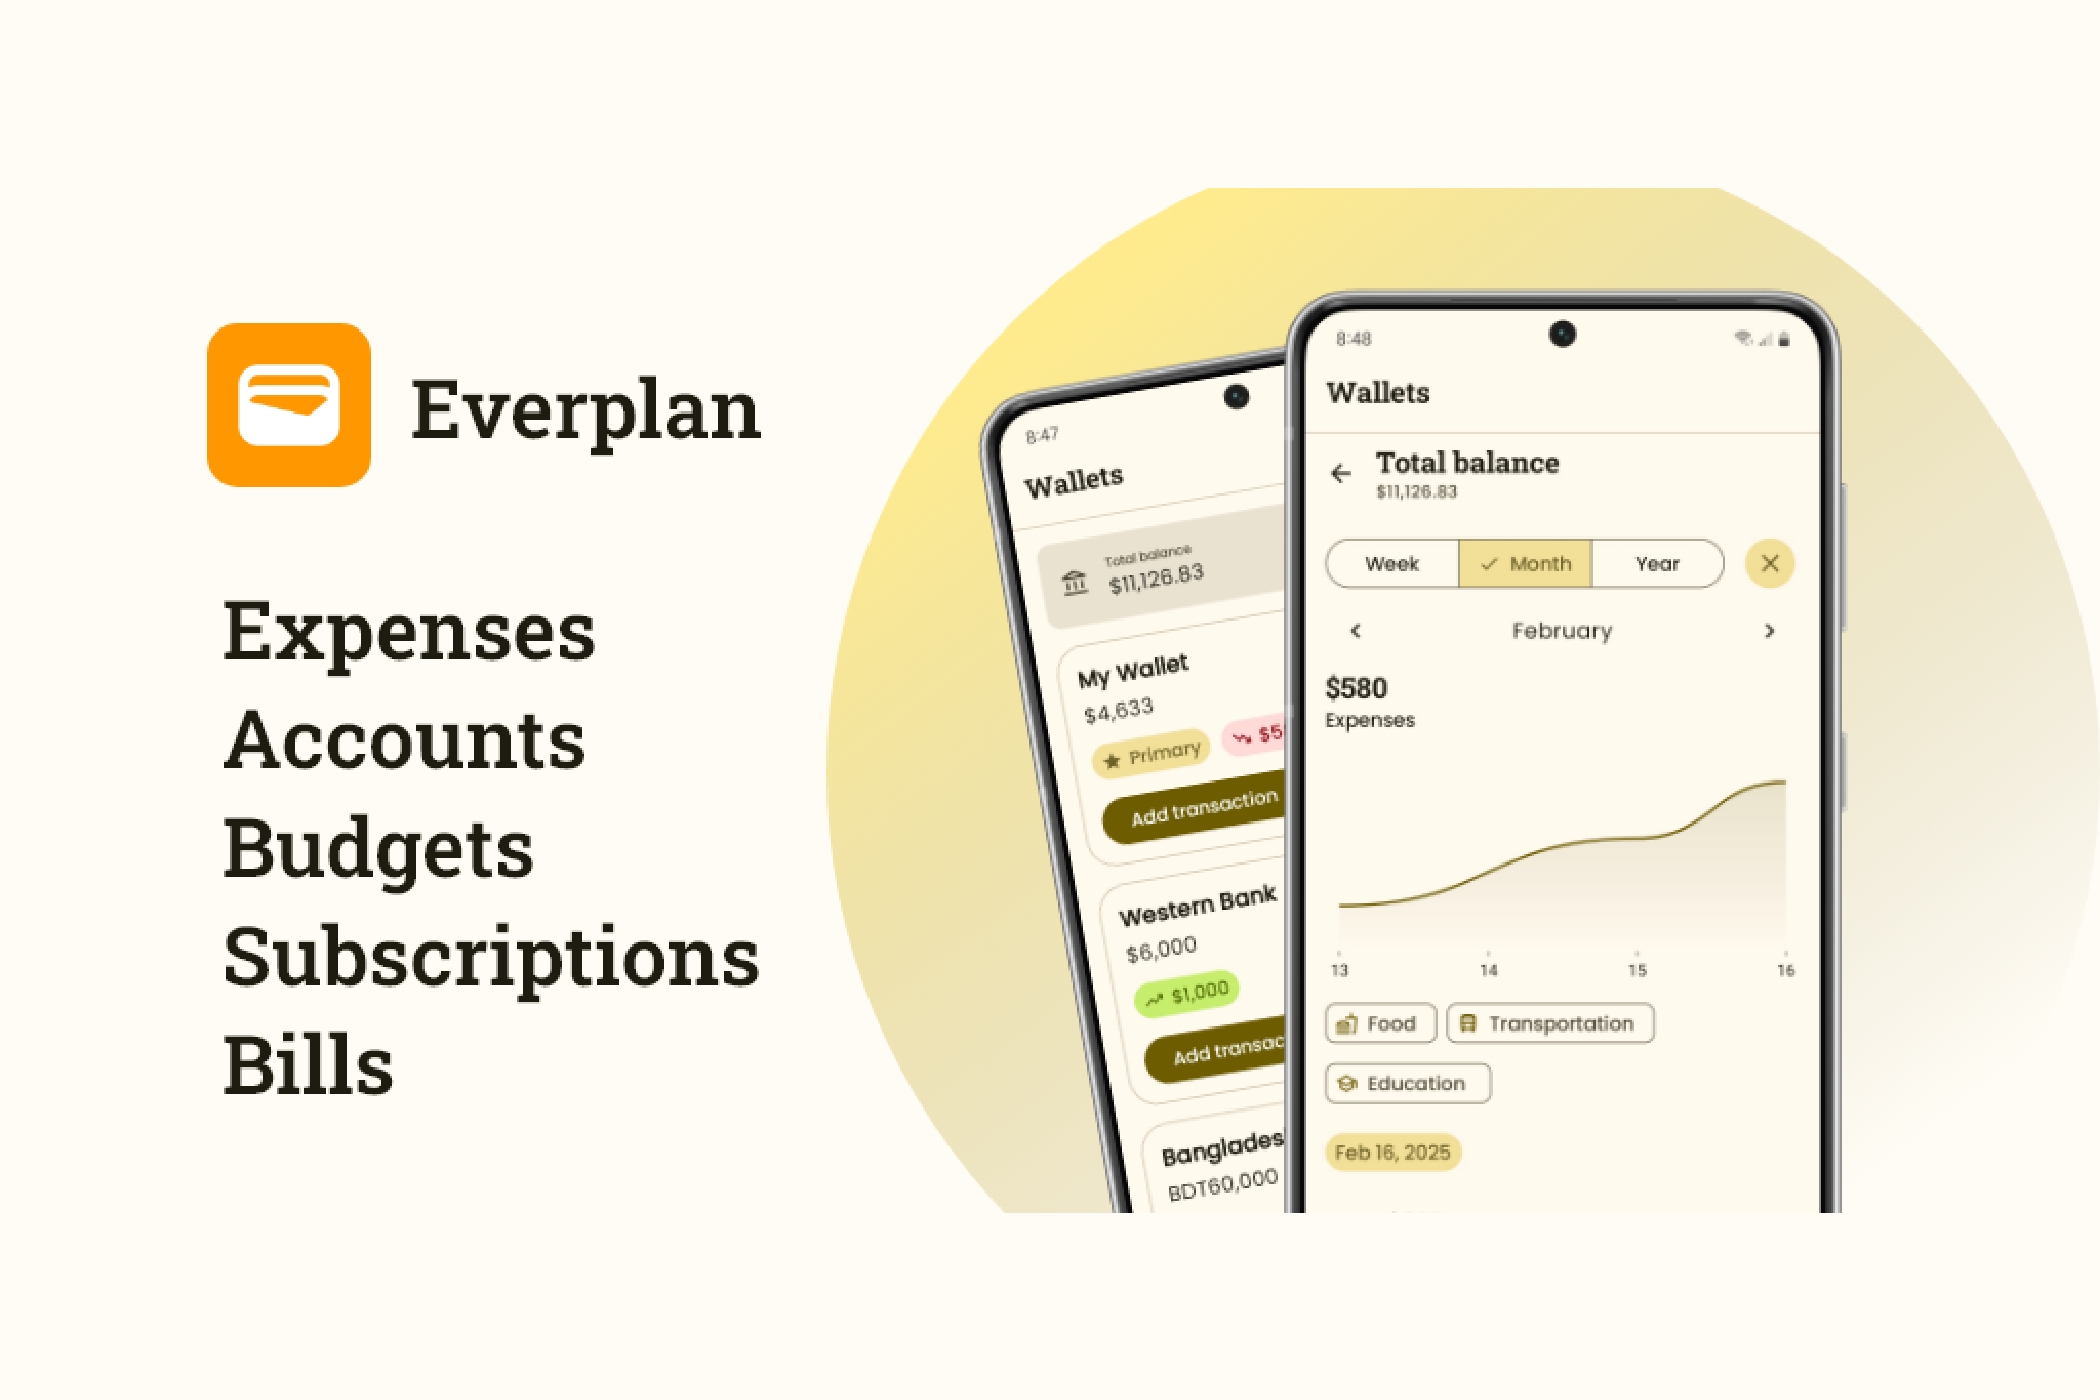 Everplan
Expenses
Accounts
Budgets
Subscriptions
Bills
8:47
Wallets
Total balance
$11,126.83
My Wallet
$4,633
Primary
Add transaction
Western Bank
$6,000
$1,000
Add
BDT60,000
8:48
Wallets
Total balance
$11,126.83
Week
Month
Year
February
$580
Expenses
13 14 15 16
Food
Transportation
Education
Feb 16, 2025